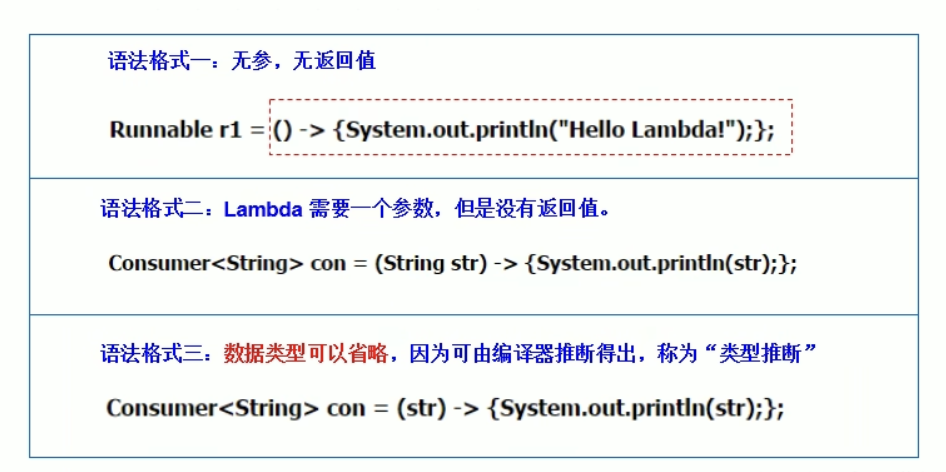 语法格式一：无参，无返回值
Runnable r1 = () -> {System.out.println("Hello Lambda!");};
语法格式二：Lambda 需要一个参数，但是没有返回值。
Consumer<String> con = (String str) -> {System.out.println(str);};
语法格式三：数据类型可以省略，因为可由编译器推断得出，称为“类型推断”
Consumer<String> con = (str) -> {System.out.println(str);};